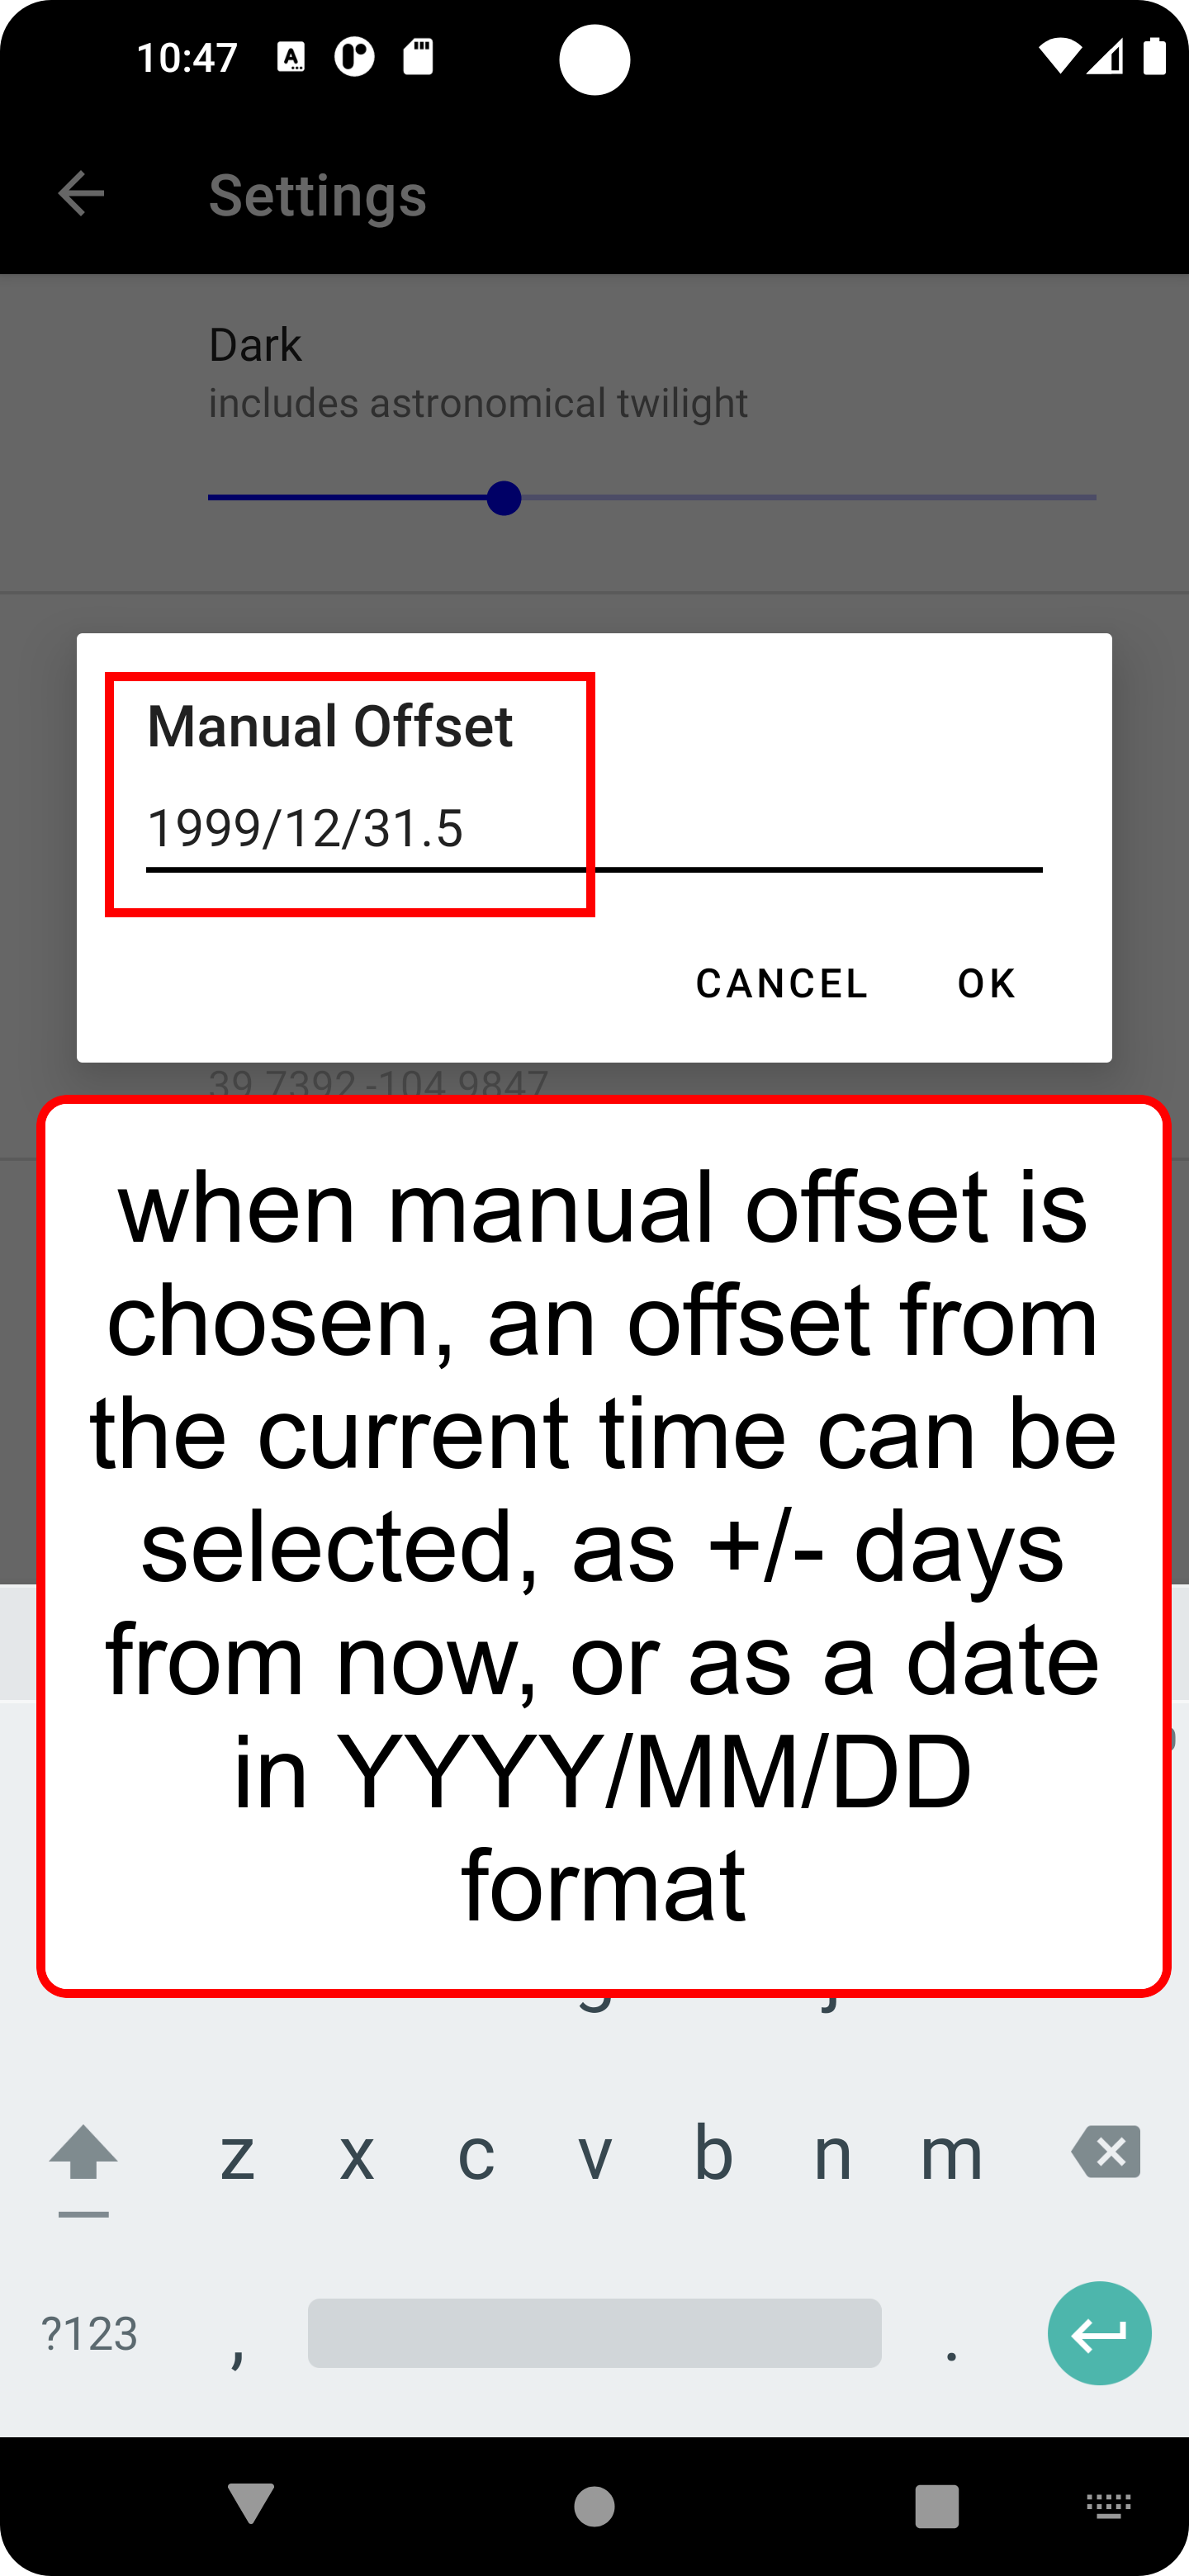 10:47
Settings
Dark
includes astronomical twilight
Manual Offset
1999/12/31.5
CANCEL OK
39.7392,-104.9847
when manual offset is
chosen, an offset from
the current time can be
selected, as +/- days
from now, or as a date
in YYYY/MM/DD
format
z x c v b n m
?123 , .